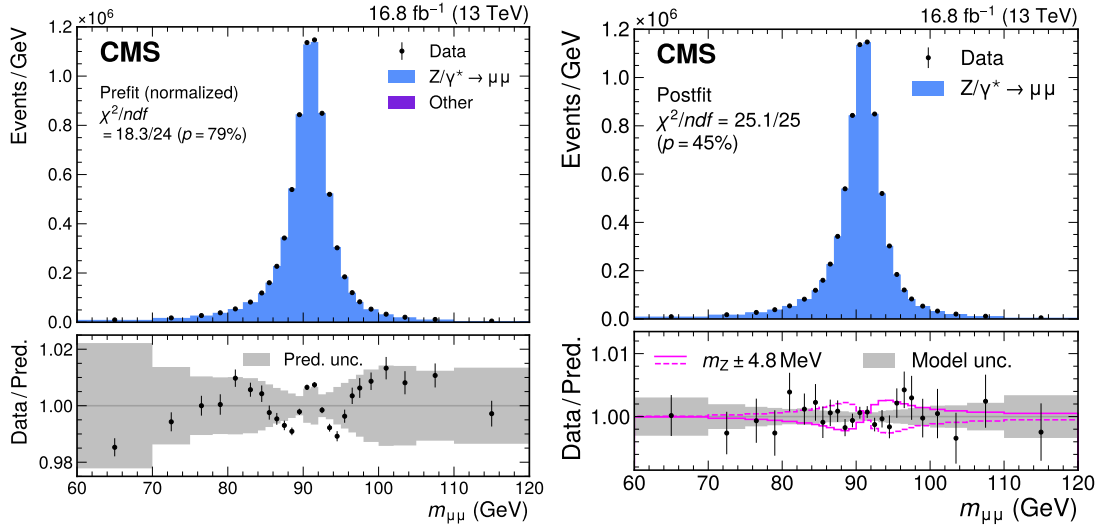 ×10⁶
16.8 fb⁻¹ (13 TeV)
CMS
Data
Z/γ* → μμ
Other
Prefit (normalized)
χ²/ndf
= 18.3/24 (p = 79%)
Events / GeV
1.2
1.0
0.8
0.6
0.4
0.2
0.0
Data / Pred.
Pred. unc.
1.02
1.00
0.98
60 70 80 90 100 110 120
m_μμ (GeV)
×10⁶
16.8 fb⁻¹ (13 TeV)
CMS
Data
Z/γ* → μμ
Postfit
χ²/ndf = 25.1/25
(p = 45%)
Events / GeV
1.2
1.0
0.8
0.6
0.4
0.2
0.0
Data / Pred.
m_Z ± 4.8 MeV
Model unc.
1.01
1.00
60 70 80 90 100 110 120
m_μμ (GeV)